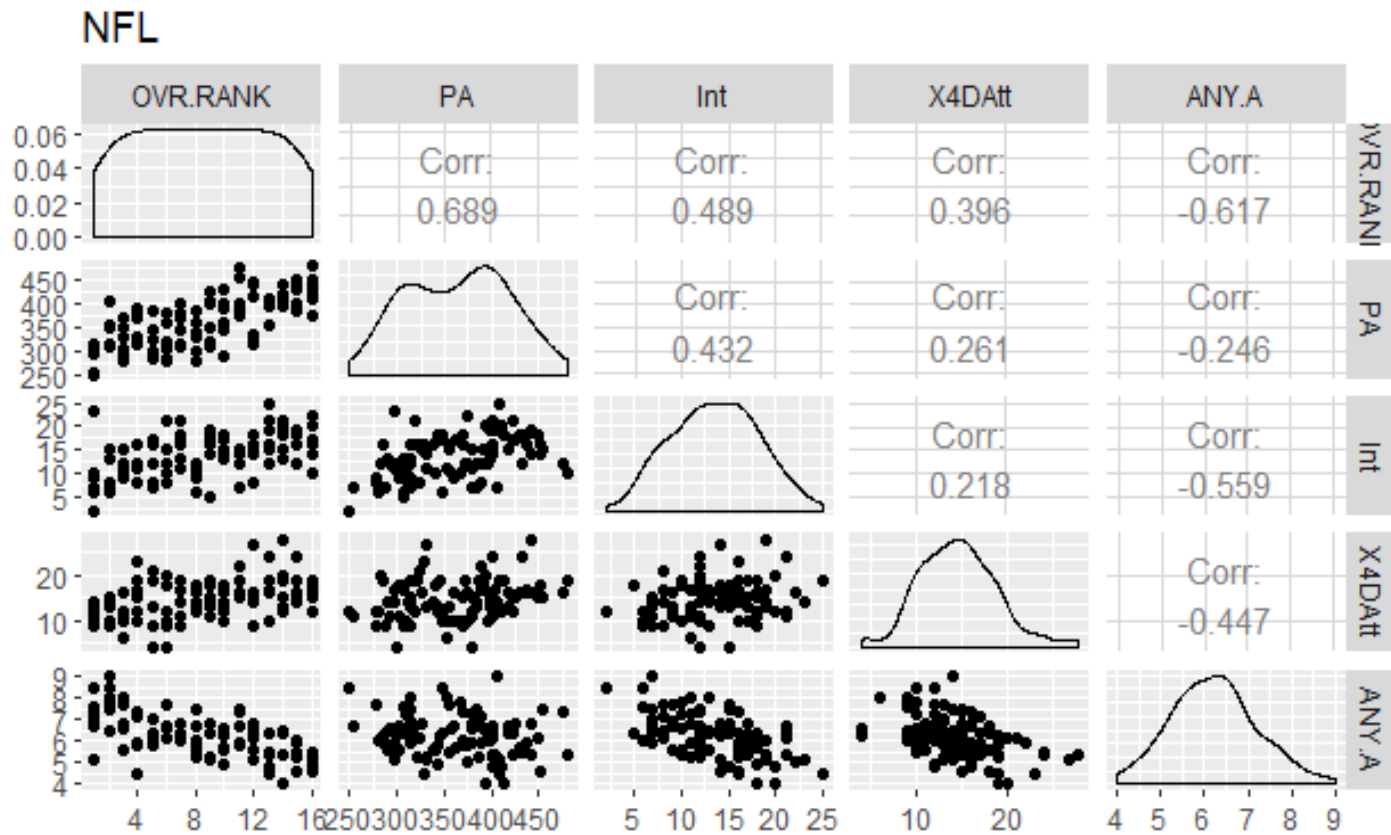 NFL
OVR.RANK PA Int X4DAtt ANY.A
0.06
0.04
0.02
0.00
Corr:
0.689
Corr:
0.489
Corr:
0.396
Corr:
-0.617
OVR.RANK
450
400
350
300
250
Corr:
0.432
Corr:
0.261
Corr:
-0.246
PA
25
20
15
10
5
Corr:
0.218
Corr:
-0.559
Int
20
10
Corr:
-0.447
X4DAtt
9
8
7
6
5
4
ANY.A
4 8 12 16 250 300 350 400 450 5 10 15 20 25 10 20 4 5 6 7 8 9